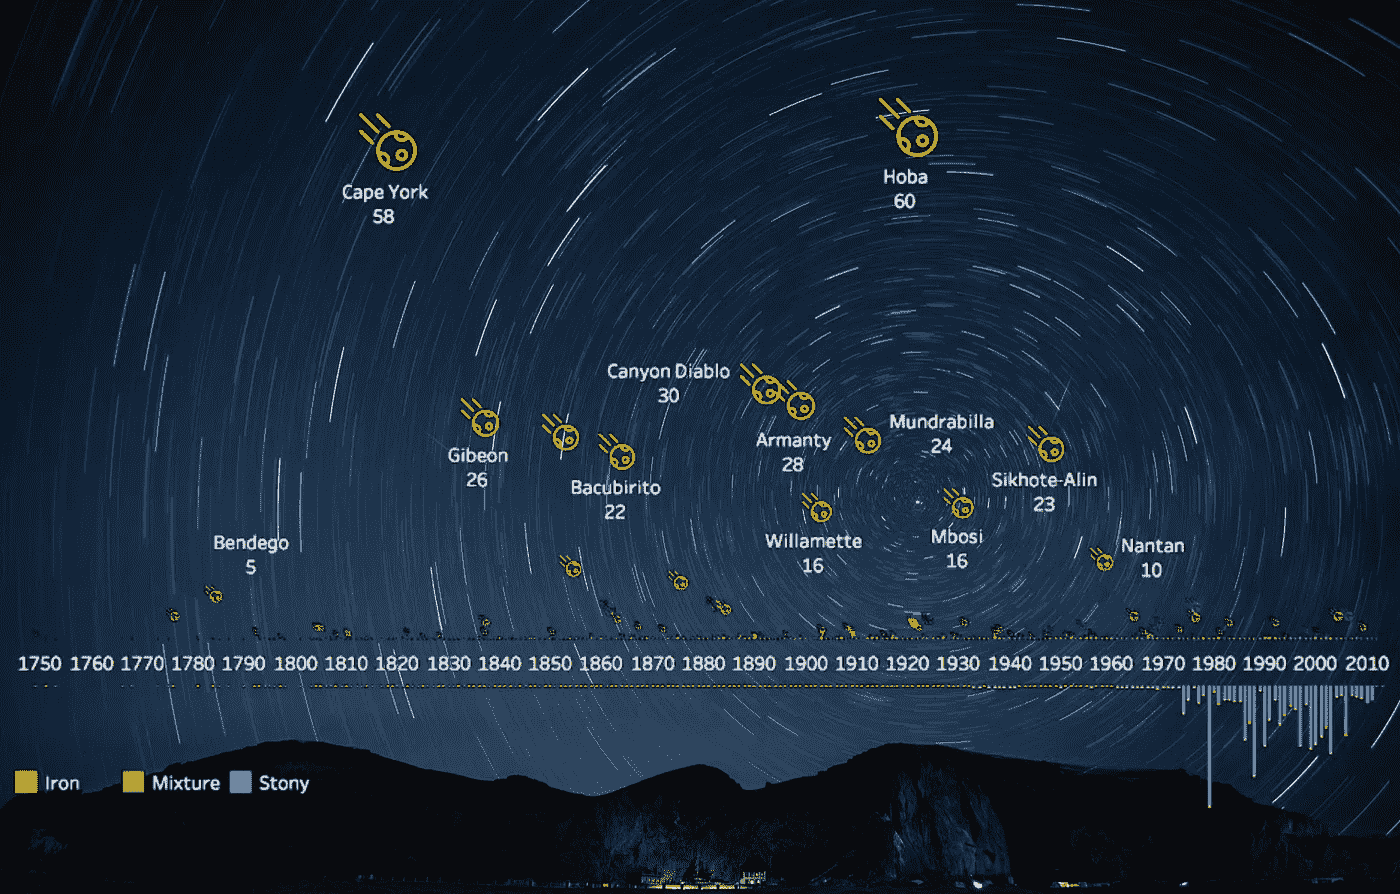 Cape York
58
Hoba
60
Canyon Diablo
30
Gibeon
26
Bacubirito
22
Armanty
28
Mundrabilla
24
Sikhote-Alin
23
Willamette
16
Mbosi
16
Nantan
10
Bendego
5
1750 1760 1770 1780 1790 1800 1810 1820 1830 1840 1850 1860 1870 1880 1890 1900 1910 1920 1930 1940 1950 1960 1970 1980 1990 2000 2010
Iron Mixture Stony